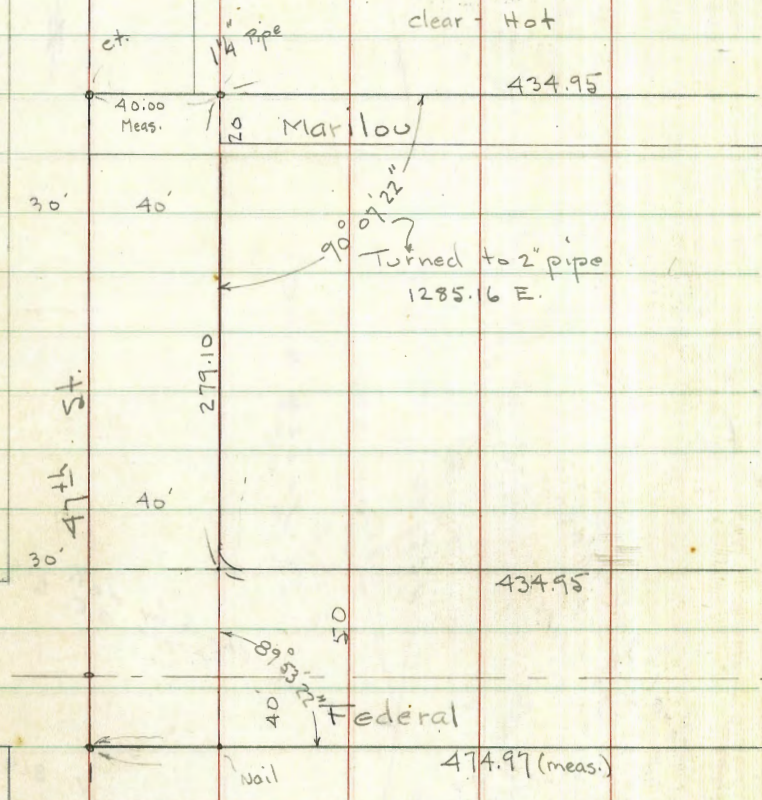 clear - Hot
ct.
1¼" Pipe
434.95
40.00
Meas.
20
Marilou
30'
40'
90° 07' 22"
Turned to 2" pipe
1285.16 E.
279.10
47th St.
40'
30'
434.95
50
89° 53' 22"
40'
Federal
474.97 (meas.)
Nail